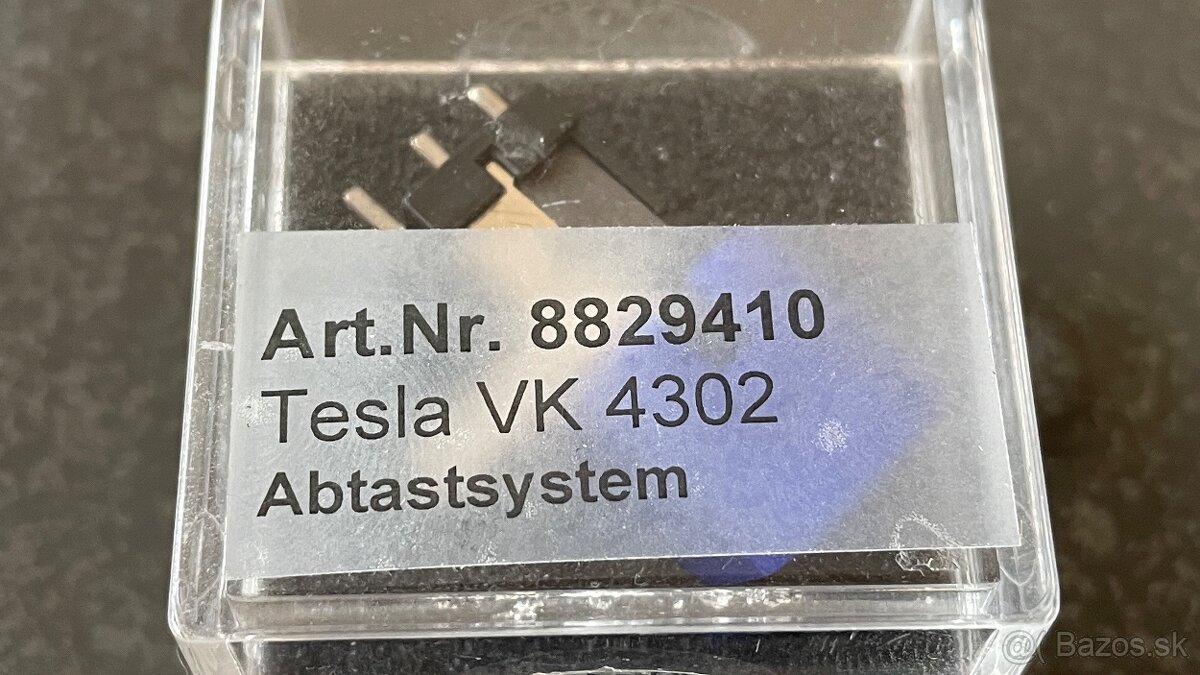 Art.Nr. 8829410
Tesla VK 4302
Abtastsystem
@( Bazos.sk